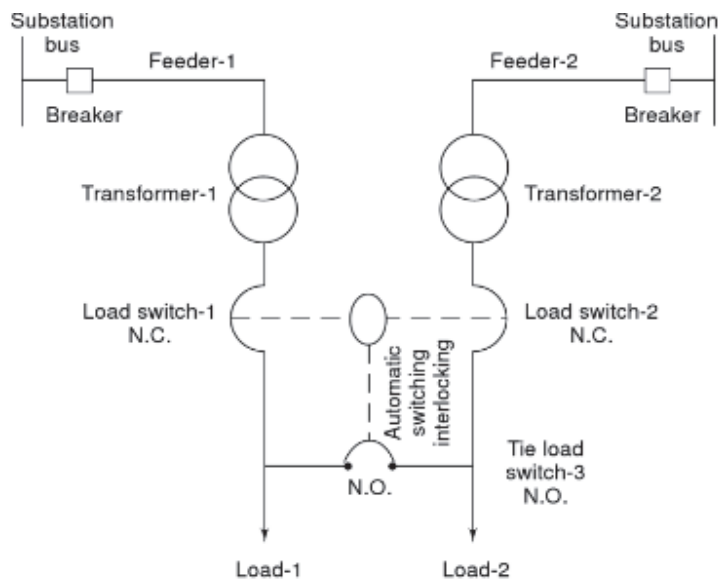 Substation
bus
Substation
bus
Feeder-1
Feeder-2
Breaker
Breaker
Transformer-1
Transformer-2
Load switch-1
N.C.
Load switch-2
N.C.
Automatic
switching
interlocking
Tie load
switch-3
N.O.
N.O.
Load-1
Load-2